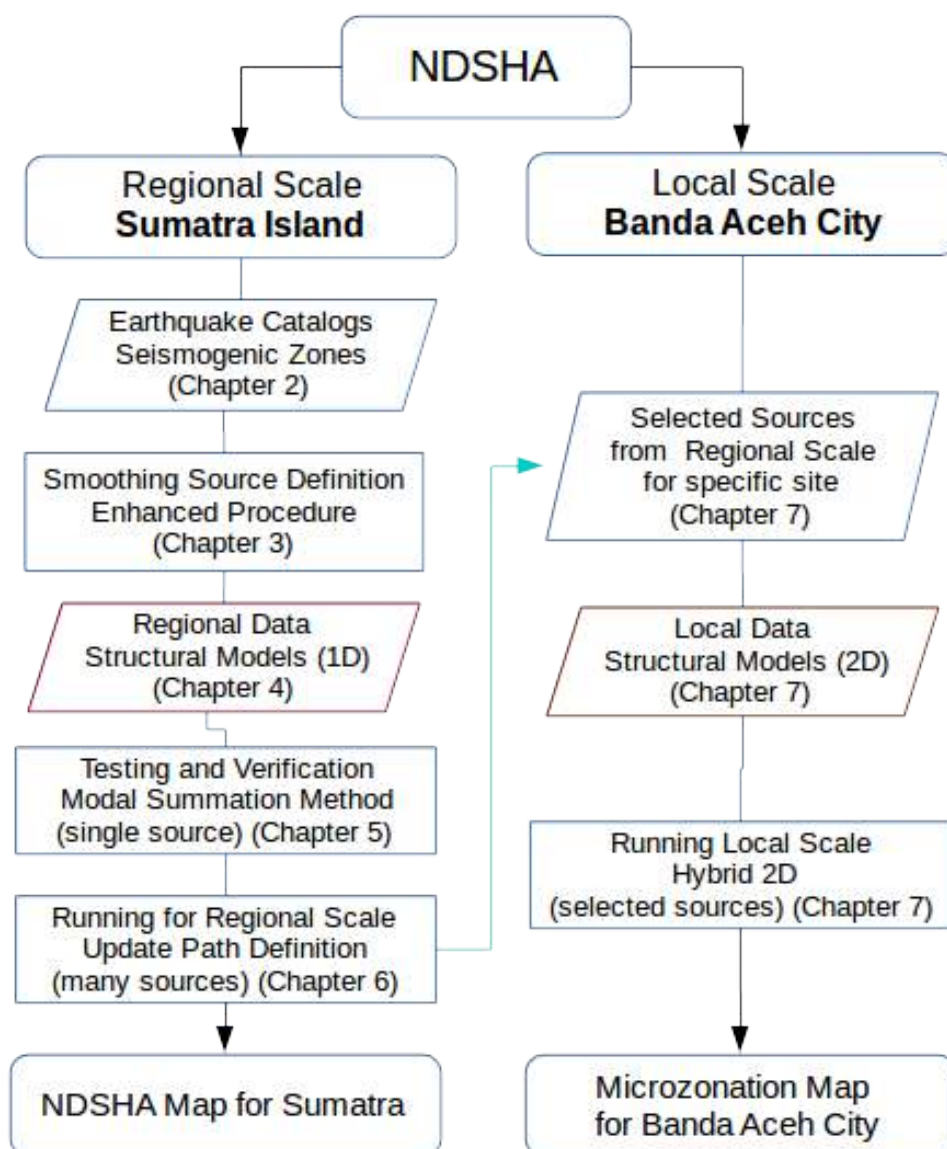 NDSHA
Regional Scale
Sumatra Island
Earthquake Catalogs
Seismogenic Zones
(Chapter 2)
Smoothing Source Definition
Enhanced Procedure
(Chapter 3)
Regional Data
Structural Models (1D)
(Chapter 4)
Testing and Verification
Modal Summation Method
(single source) (Chapter 5)
Running for Regional Scale
Update Path Definition
(many sources) (Chapter 6)
NDSHA Map for Sumatra
Local Scale
Banda Aceh City
Selected Sources
from Regional Scale
for specific site
(Chapter 7)
Local Data
Structural Models (2D)
(Chapter 7)
Running Local Scale
Hybrid 2D
(selected sources) (Chapter 7)
Microzonation Map
for Banda Aceh City